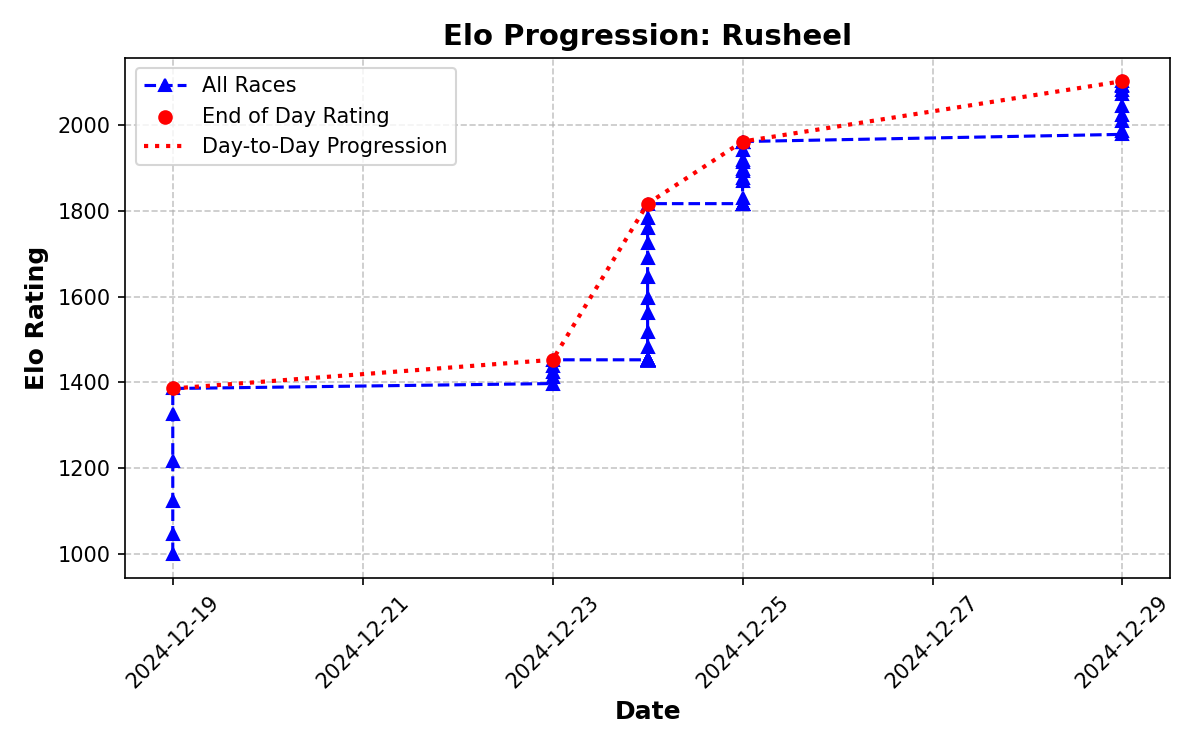 Elo Progression: Rusheel
All Races
End of Day Rating
Day-to-Day Progression
Elo Rating
2000
1800
1600
1400
1200
1000
2024-12-19
2024-12-21
2024-12-23
2024-12-25
2024-12-27
2024-12-29
Date